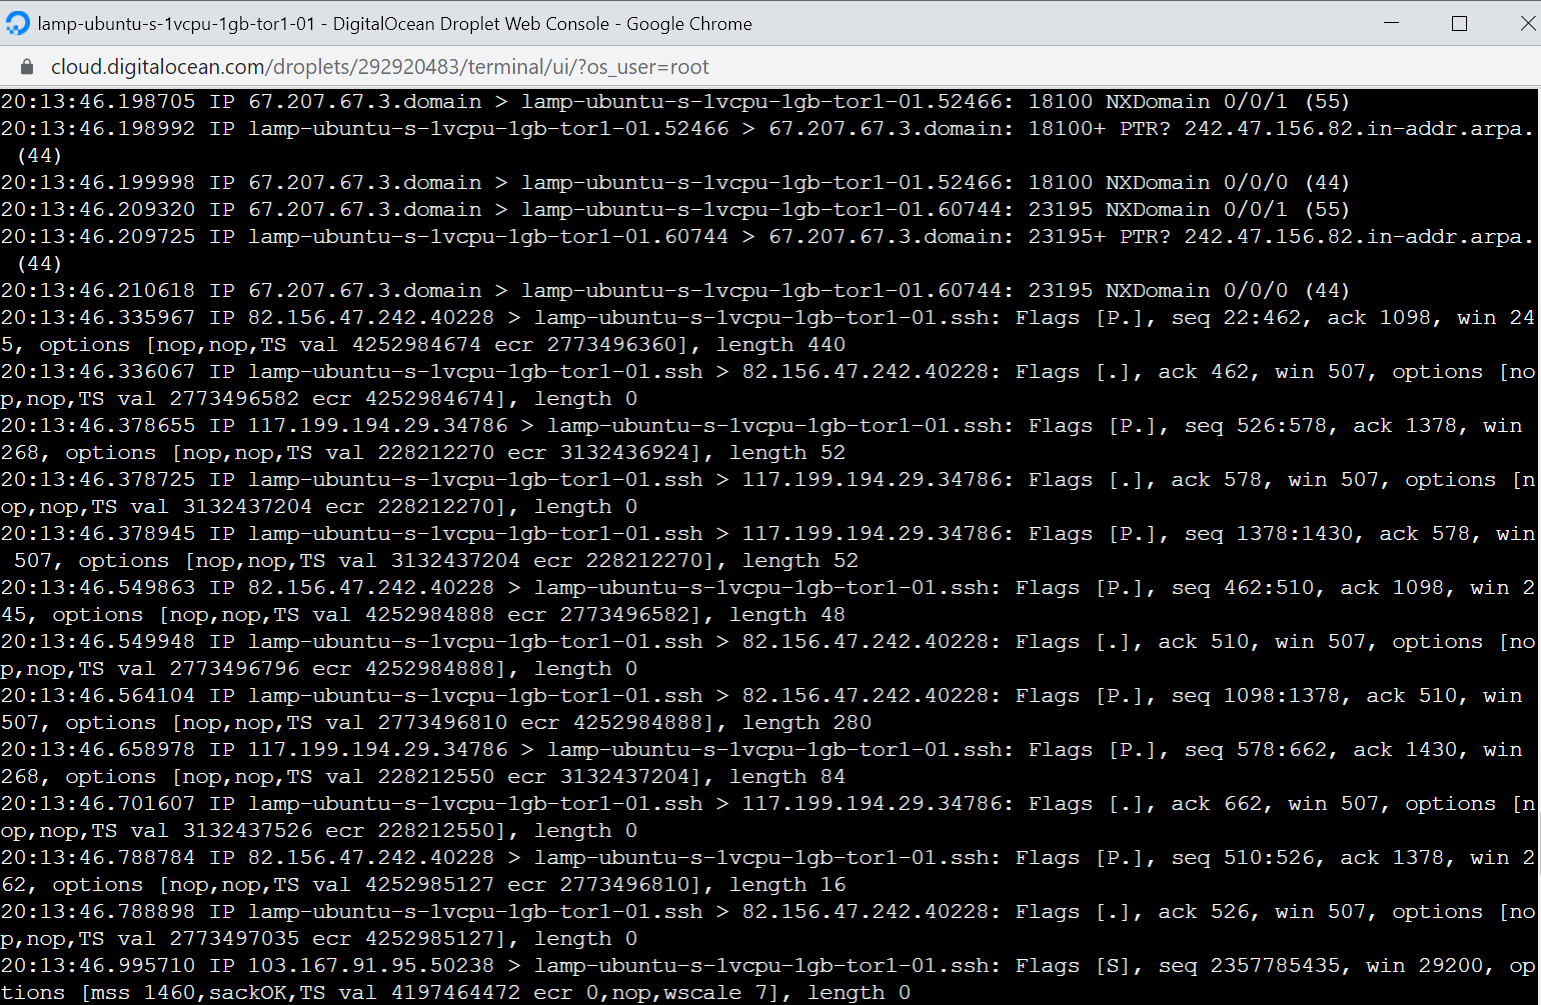 lamp-ubuntu-s-1vcpu-1gb-tor1-01 - DigitalOcean Droplet Web Console - Google Chrome
cloud.digitalocean.com/droplets/292920483/terminal/ui/?os_user=root
20:13:46.198705 IP 67.207.67.3.domain > lamp-ubuntu-s-1vcpu-1gb-tor1-01.52466: 18100 NXDomain 0/0/1 (55)
20:13:46.198992 IP lamp-ubuntu-s-1vcpu-1gb-tor1-01.52466 > 67.207.67.3.domain: 18100+ PTR? 242.47.156.82.in-addr.arpa.
 (44)
20:13:46.199998 IP 67.207.67.3.domain > lamp-ubuntu-s-1vcpu-1gb-tor1-01.52466: 18100 NXDomain 0/0/0 (44)
20:13:46.209320 IP 67.207.67.3.domain > lamp-ubuntu-s-1vcpu-1gb-tor1-01.60744: 23195 NXDomain 0/0/1 (55)
20:13:46.209725 IP lamp-ubuntu-s-1vcpu-1gb-tor1-01.60744 > 67.207.67.3.domain: 23195+ PTR? 242.47.156.82.in-addr.arpa.
 (44)
20:13:46.210618 IP 67.207.67.3.domain > lamp-ubuntu-s-1vcpu-1gb-tor1-01.60744: 23195 NXDomain 0/0/0 (44)
20:13:46.335967 IP 82.156.47.242.40228 > lamp-ubuntu-s-1vcpu-1gb-tor1-01.ssh: Flags [P.], seq 22:462, ack 1098, win 24
5, options [nop,nop,TS val 4252984674 ecr 2773496360], length 440
20:13:46.336067 IP lamp-ubuntu-s-1vcpu-1gb-tor1-01.ssh > 82.156.47.242.40228: Flags [.], ack 462, win 507, options [no
p,nop,TS val 2773496582 ecr 4252984674], length 0
20:13:46.378655 IP 117.199.194.29.34786 > lamp-ubuntu-s-1vcpu-1gb-tor1-01.ssh: Flags [P.], seq 526:578, ack 1378, win
268, options [nop,nop,TS val 228212270 ecr 3132436924], length 52
20:13:46.378725 IP lamp-ubuntu-s-1vcpu-1gb-tor1-01.ssh > 117.199.194.29.34786: Flags [.], ack 578, win 507, options [n
op,nop,TS val 3132437204 ecr 228212270], length 0
20:13:46.378945 IP lamp-ubuntu-s-1vcpu-1gb-tor1-01.ssh > 117.199.194.29.34786: Flags [P.], seq 1378:1430, ack 578, win
 507, options [nop,nop,TS val 3132437204 ecr 228212270], length 52
20:13:46.549863 IP 82.156.47.242.40228 > lamp-ubuntu-s-1vcpu-1gb-tor1-01.ssh: Flags [P.], seq 462:510, ack 1098, win 2
45, options [nop,nop,TS val 4252984888 ecr 2773496582], length 48
20:13:46.549948 IP lamp-ubuntu-s-1vcpu-1gb-tor1-01.ssh > 82.156.47.242.40228: Flags [.], ack 510, win 507, options [no
p,nop,TS val 2773496796 ecr 4252984888], length 0
20:13:46.564104 IP lamp-ubuntu-s-1vcpu-1gb-tor1-01.ssh > 82.156.47.242.40228: Flags [P.], seq 1098:1378, ack 510, win
507, options [nop,nop,TS val 2773496810 ecr 4252984888], length 280
20:13:46.658978 IP 117.199.194.29.34786 > lamp-ubuntu-s-1vcpu-1gb-tor1-01.ssh: Flags [P.], seq 578:662, ack 1430, win
268, options [nop,nop,TS val 228212550 ecr 3132437204], length 84
20:13:46.701607 IP lamp-ubuntu-s-1vcpu-1gb-tor1-01.ssh > 117.199.194.29.34786: Flags [.], ack 662, win 507, options [n
op,nop,TS val 3132437526 ecr 228212550], length 0
20:13:46.788784 IP 82.156.47.242.40228 > lamp-ubuntu-s-1vcpu-1gb-tor1-01.ssh: Flags [P.], seq 510:526, ack 1378, win 2
62, options [nop,nop,TS val 4252985127 ecr 2773496810], length 16
20:13:46.788898 IP lamp-ubuntu-s-1vcpu-1gb-tor1-01.ssh > 82.156.47.242.40228: Flags [.], ack 526, win 507, options [no
p,nop,TS val 2773497035 ecr 4252985127], length 0
20:13:46.995710 IP 103.167.91.95.50238 > lamp-ubuntu-s-1vcpu-1gb-tor1-01.ssh: Flags [S], seq 2357785435, win 29200, op
tions [mss 1460,sackOK,TS val 4197464472 ecr 0,nop,wscale 7], length 0